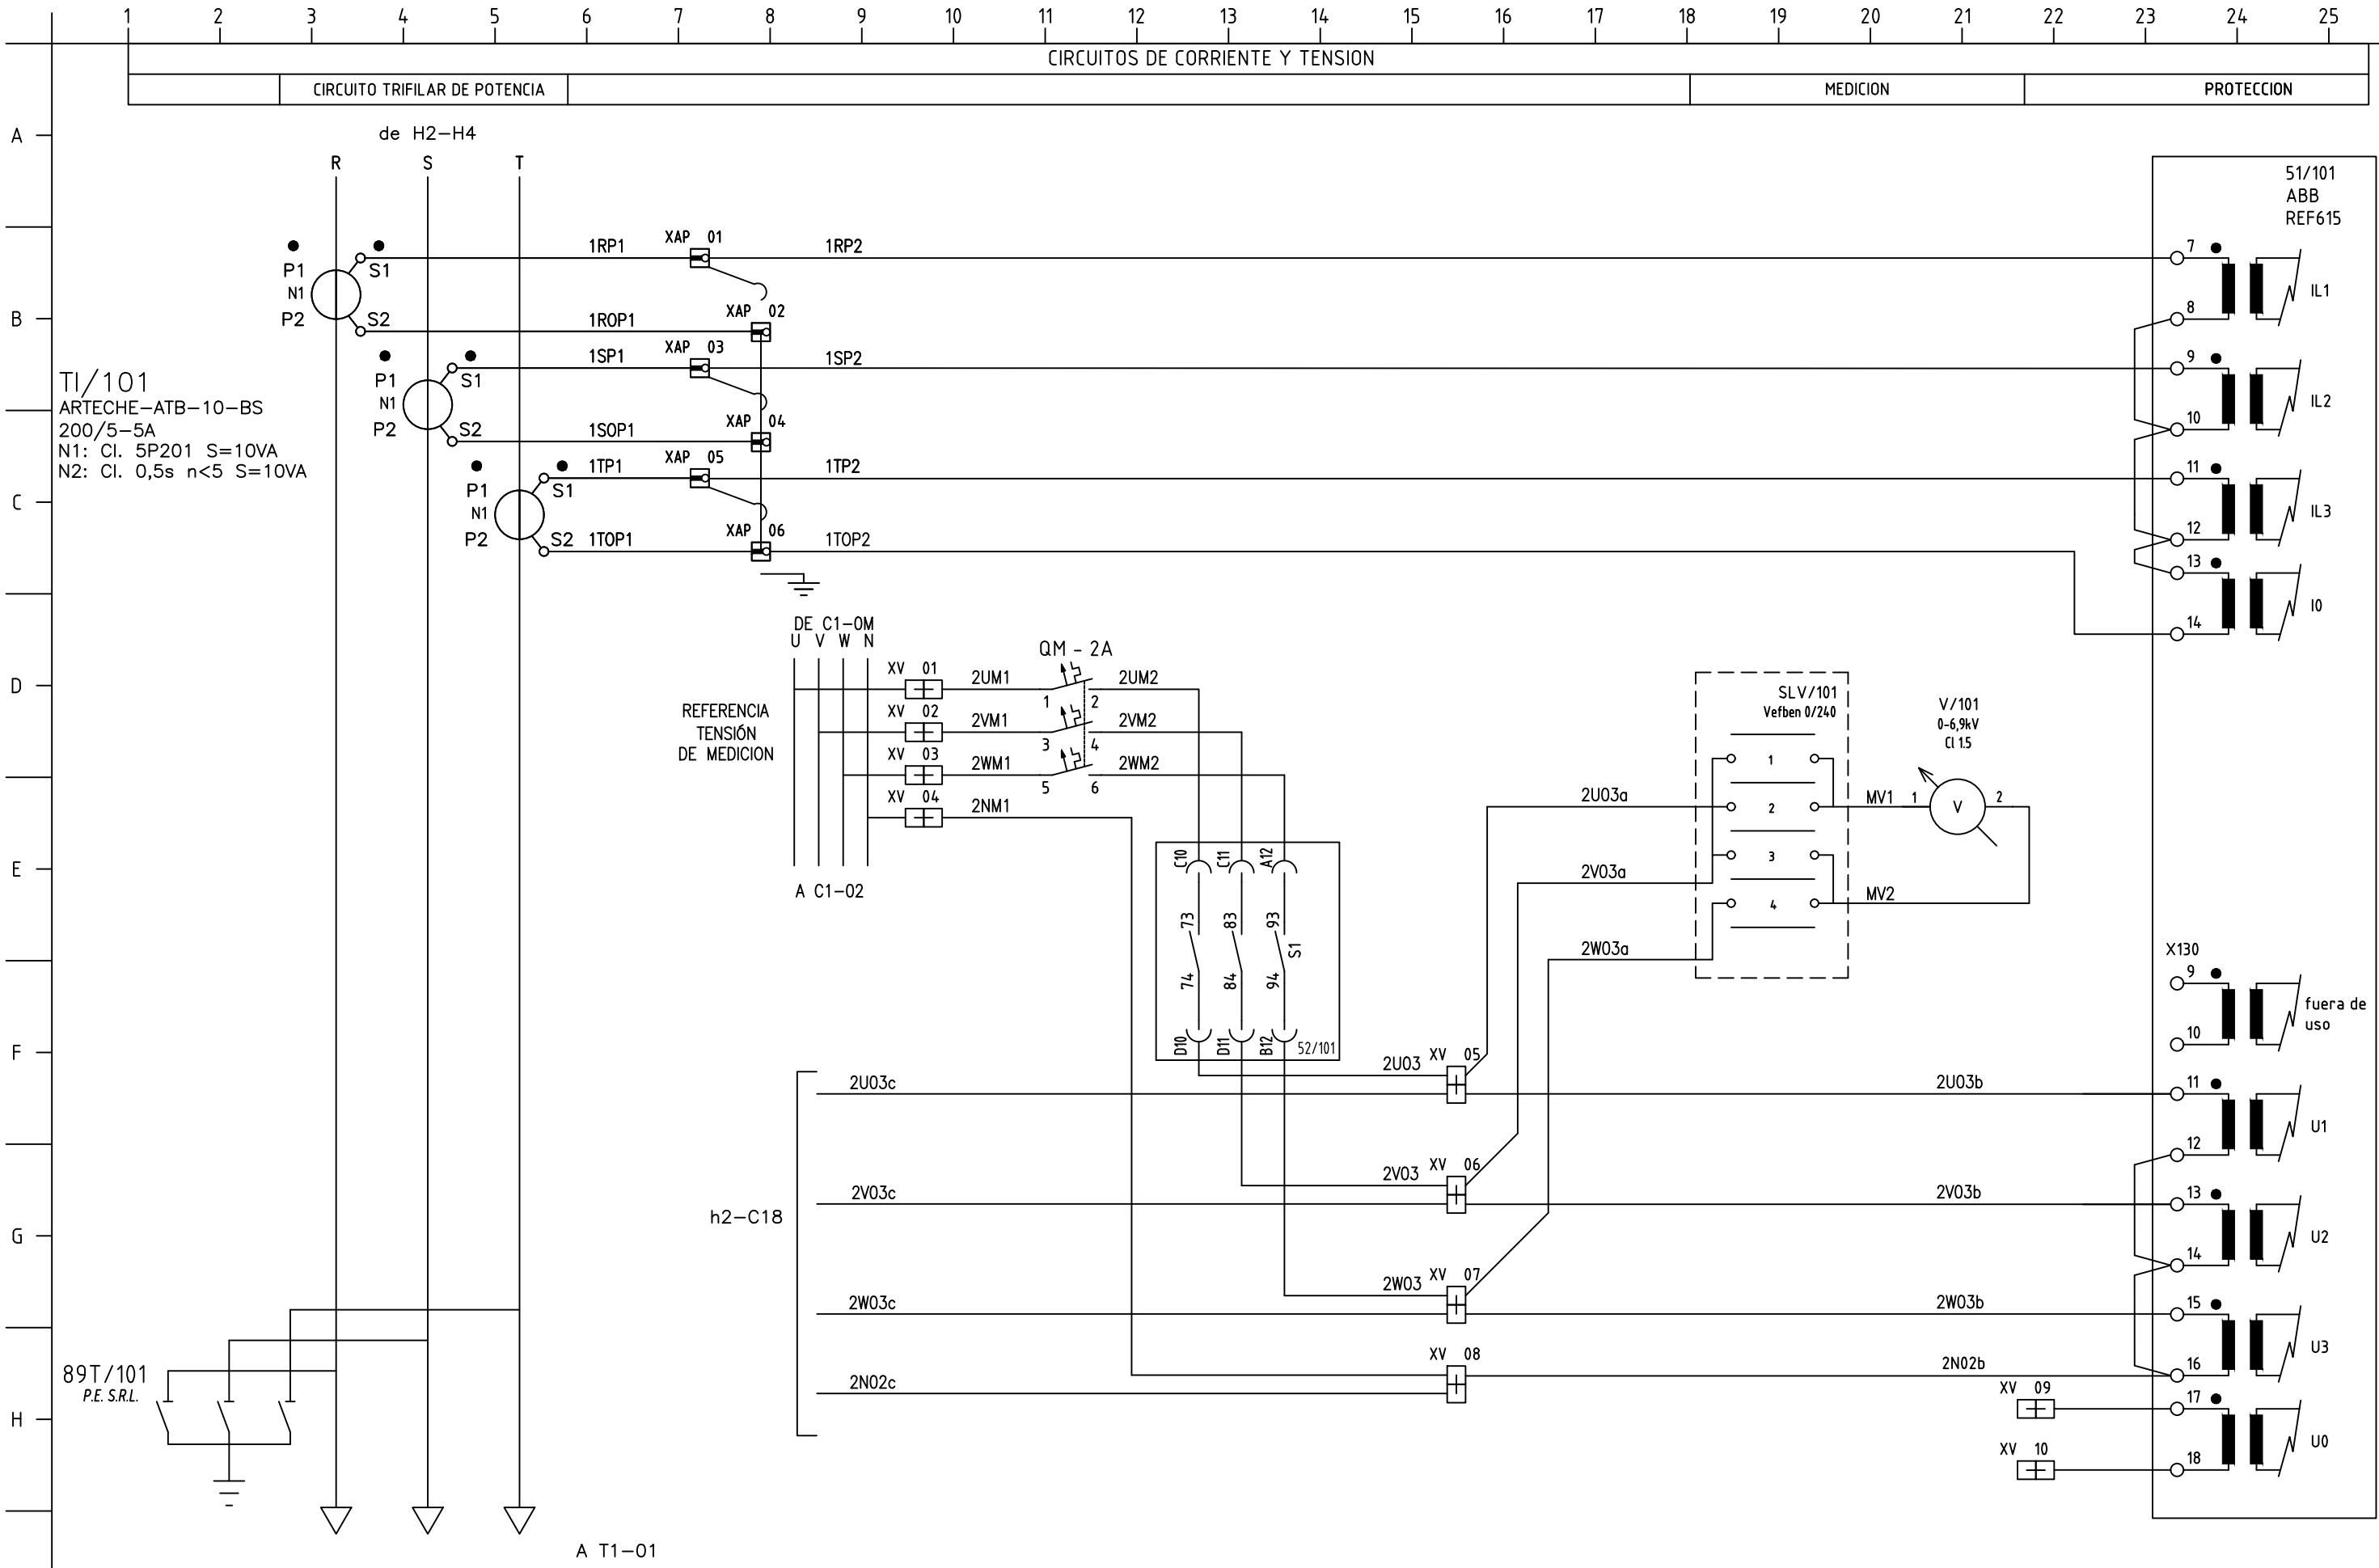 1 2 3 4 5 6 7 8 9 10 11 12 13 14 15 16 17 18 19 20 21 22 23 24 25
CIRCUITOS DE CORRIENTE Y TENSION
CIRCUITO TRIFILAR DE POTENCIA
MEDICION
PROTECCION
A
B
C
D
E
F
G
H
de H2-H4
R S T
P1
N1
P2
S1
S2
P1
N1
P2
S1
S2
P1
N1
P2
S1
S2
TI/101
ARTECHE-ATB-10-BS
200/5-5A
N1: Cl. 5P201 S=10VA
N2: Cl. 0,5s n<5 S=10VA
1RP1
XAP 01
1RP2
1ROP1
XAP 02
1SP1
XAP 03
1SP2
1SOP1
XAP 04
1TP1
XAP 05
1TP2
1TOP1
XAP 06
1TOP2
51/101
ABB
REF615
7
8
IL1
9
10
IL2
11
12
IL3
13
14
I0
DE C1-0M
U V W N
REFERENCIA
TENSIÓN
DE MEDICION
A C1-02
XV 01
2UM1
XV 02
2VM1
XV 03
2WM1
XV 04
2NM1
QM - 2A
1 2
3 4
5 6
2UM2
2VM2
2WM2
C10 C11 A12
73 83 93
74 84 94
S1
D10 D11 B12
52/101
SLV/101
Vefben 0/240
1
2
3
4
V/101
0-6,9kV
Cl 1.5
MV1
1
V
2
MV2
2U03a
2V03a
2W03a
X130
9
10
fuera de
uso
h2-C18
2U03c
2V03c
2W03c
2N02c
2U03
XV 05
2V03
XV 06
2W03
XV 07
XV 08
2U03b
2V03b
2W03b
2N02b
11
12
U1
13
14
U2
15
16
U3
XV 09
17
XV 10
18
U0
89T/101
P.E. S.R.L.
A T1-01